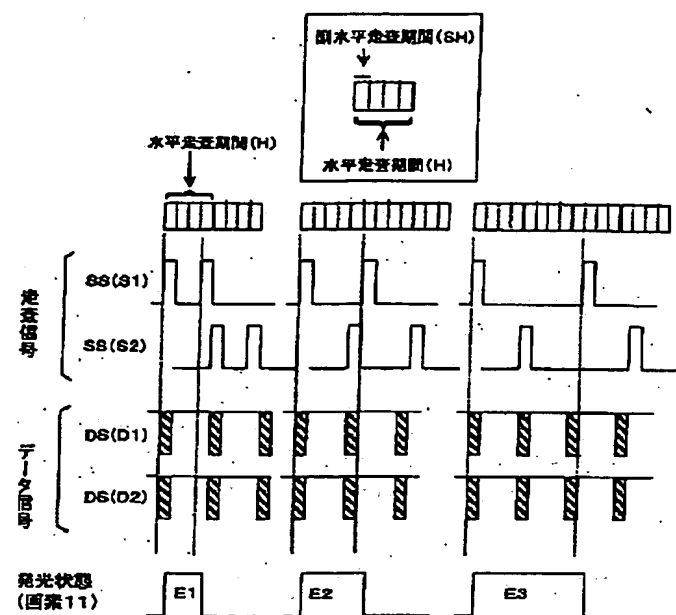 副水平走査期間(SH)
水平走査期間(H)
水平走査期間(H)
走査信号
SS(S1)
SS(S2)
データ信号
DS(D1)
DS(D2)
発光状態
(画素11)
E1
E2
E3